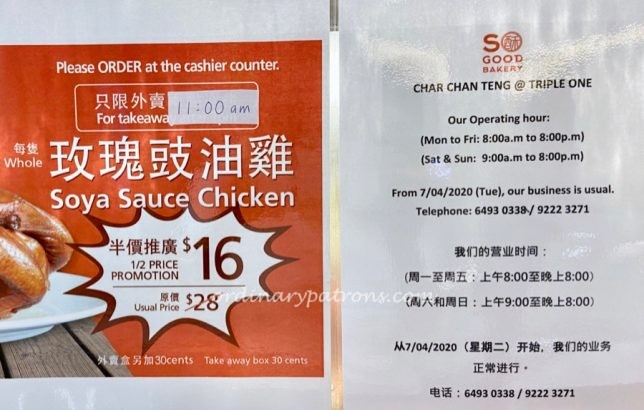 Please ORDER at the cashier counter.
只限外賣 11:00 am
For takeaway
每隻
Whole
玫瑰豉油雞
Soya Sauce Chicken
半價推廣 $16
1/2 PRICE
PROMOTION
原價 $28
Usual Price
外賣盒另加30cents Take away box 30 cents
ordinarypatrons.com
SO
GOOD
BAKERY
CHAR CHAN TENG @ TRIPLE ONE
Our Operating hour:
(Mon to Fri: 8:00a.m to 8:00p.m)
(Sat & Sun: 9:00a.m to 8:00p.m)
From 7/04/2020 (Tue), our business is usual.
Telephone: 6493 0338 / 9222 3271
我们的营业时间：
（周一至周五：上午8:00至晚上8:00）
（周六和周日：上午9:00至晚上8:00）
从7/04/2020（星期二）开始，我们的业务
正常进行。
电话：6493 0338 / 9222 3271